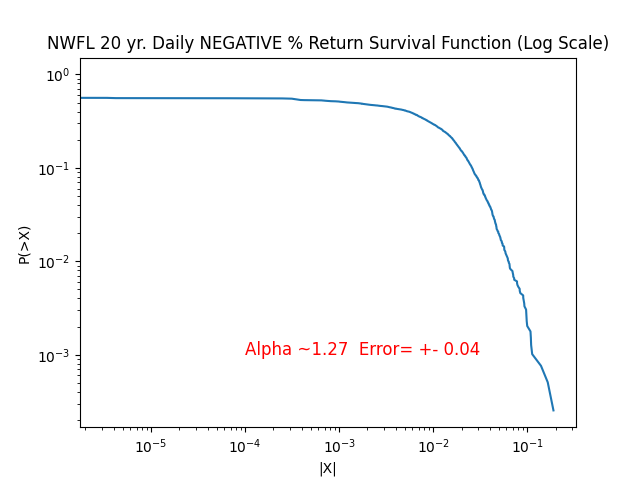 NWFL 20 yr. Daily NEGATIVE % Return Survival Function (Log Scale)
10⁰
10⁻¹
10⁻²
10⁻³
P(>X)
Alpha ~1.27  Error= +- 0.04
10⁻⁵ 10⁻⁴ 10⁻³ 10⁻² 10⁻¹
|X|